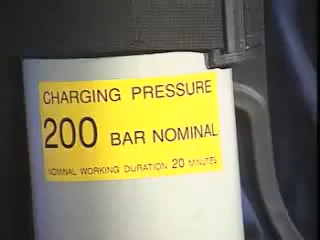 CHARGING PRESSURE
200 BAR NOMINAL
NOMINAL WORKING DURATION 20 MINUTES